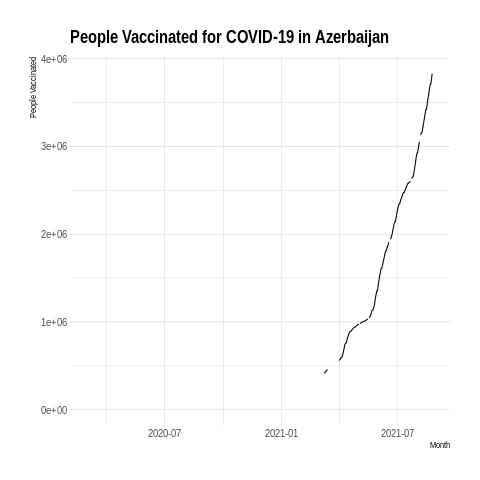 People Vaccinated for COVID-19 in Azerbaijan
People Vaccinated
4e+06
3e+06
2e+06
1e+06
0e+00
2020-07
2021-01
2021-07
Month